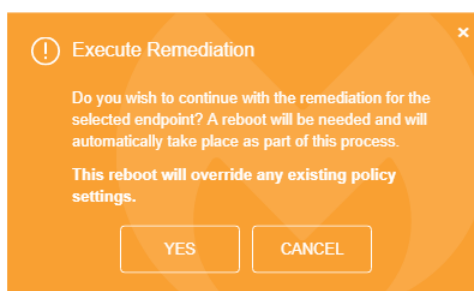 Execute Remediation
Do you wish to continue with the remediation for the
selected endpoint? A reboot will be needed and will
automatically take place as part of this process.
This reboot will override any existing policy
settings.
YES
CANCEL